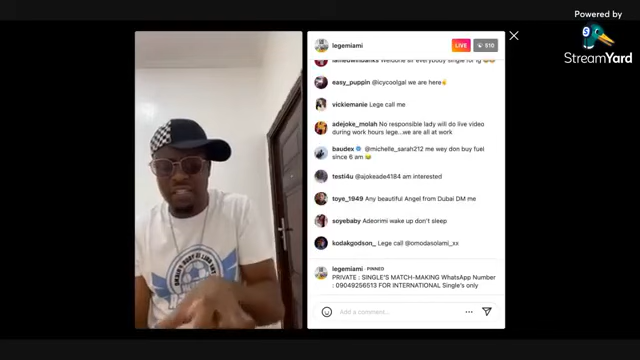 Powered by
StreamYard
legemiami
LIVE
510
easy_puppin @icycoolgal we are here
vickiemanie Lege call me
adejoke_molah No responsible lady will do live video
during work hours lege...we are all at work
baudex @michelle_sarah212 me wey don buy fuel
since 6 am
testi4u @ajokeade4184 am interested
toye_1949 Any beautiful Angel from Dubai DM me
soyebaby Adeorimi wake up don't sleep
kodakgodson_ Lege call @omodasolami_xx
legemiami PINNED
PRIVATE : SINGLE'S MATCH-MAKING WhatsApp Number
: 09049256513 FOR INTERNATIONAL Single's only
Add a comment...